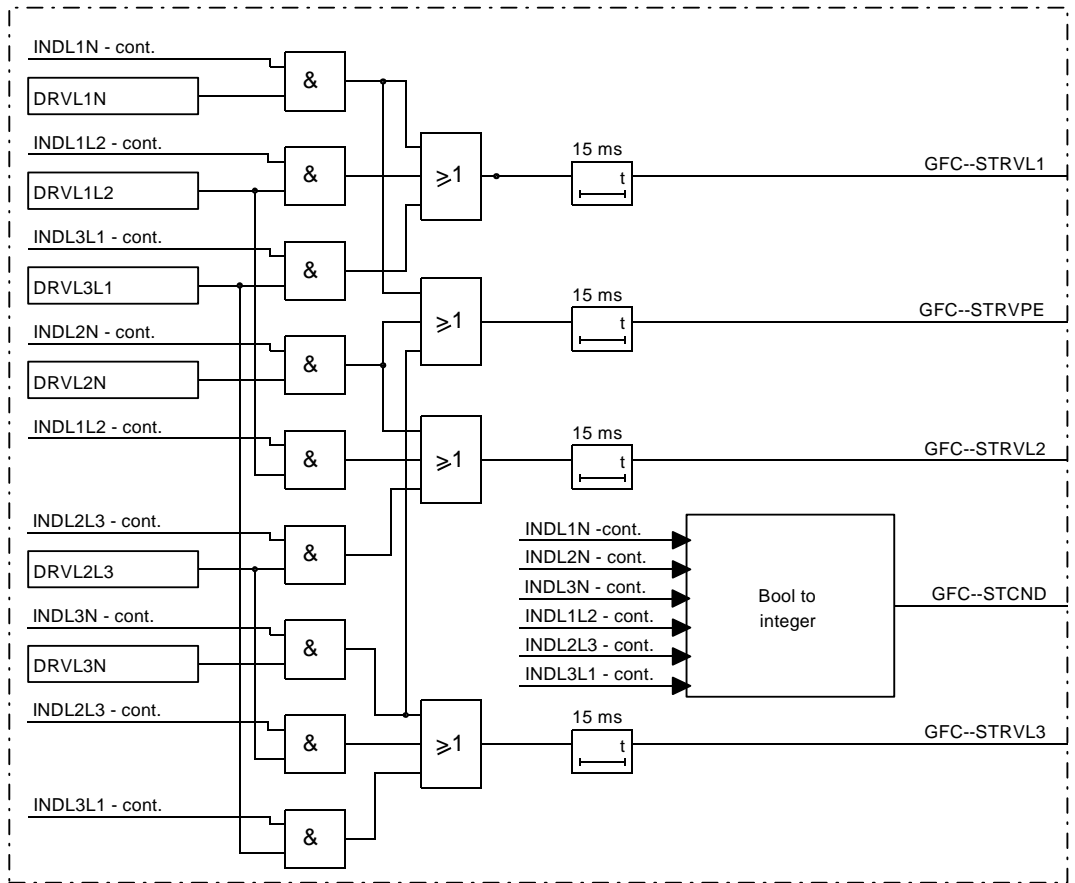 INDL1N - cont.
&
DRVL1N
INDL1L2 - cont.
&
DRVL1L2
≥1
15 ms
t
GFC--STRVL1
INDL3L1 - cont.
&
DRVL3L1
INDL2N - cont.
&
DRVL2N
≥1
15 ms
t
GFC--STRVPE
INDL1L2 - cont.
&
≥1
15 ms
t
GFC--STRVL2
INDL2L3 - cont.
&
DRVL2L3
INDL1N -cont.
INDL2N - cont.
INDL3N - cont.
INDL1L2 - cont.
INDL2L3 - cont.
INDL3L1 - cont.
Bool to
integer
GFC--STCND
INDL3N - cont.
&
DRVL3N
INDL2L3 - cont.
&
≥1
15 ms
t
GFC--STRVL3
INDL3L1 - cont.
&